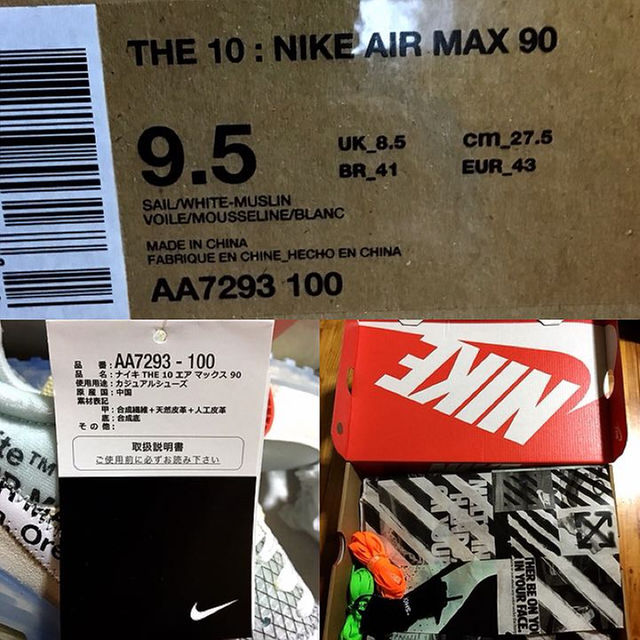 THE 10 : NIKE AIR MAX 90
9.5
UK_8.5
cm_27.5
BR_41
EUR_43
SAIL/WHITE-MUSLIN
VOILE/MOUSSELINE/BLANC
MADE IN CHINA
FABRIQUE EN CHINE_HECHO EN CHINA
AA7293 100
品 番 : AA7293 - 100
品 名 : ナイキ THE 10 エア マックス 90
使用用途 : カジュアルシューズ
原 産 国 : 中国
素材表記
甲 : 合成繊維+天然皮革+人工皮革
底 : 合成底
そ の 他 :
取扱説明書
ご使用前に必ずお読み下さい
NIKE
IN YOUR FACE